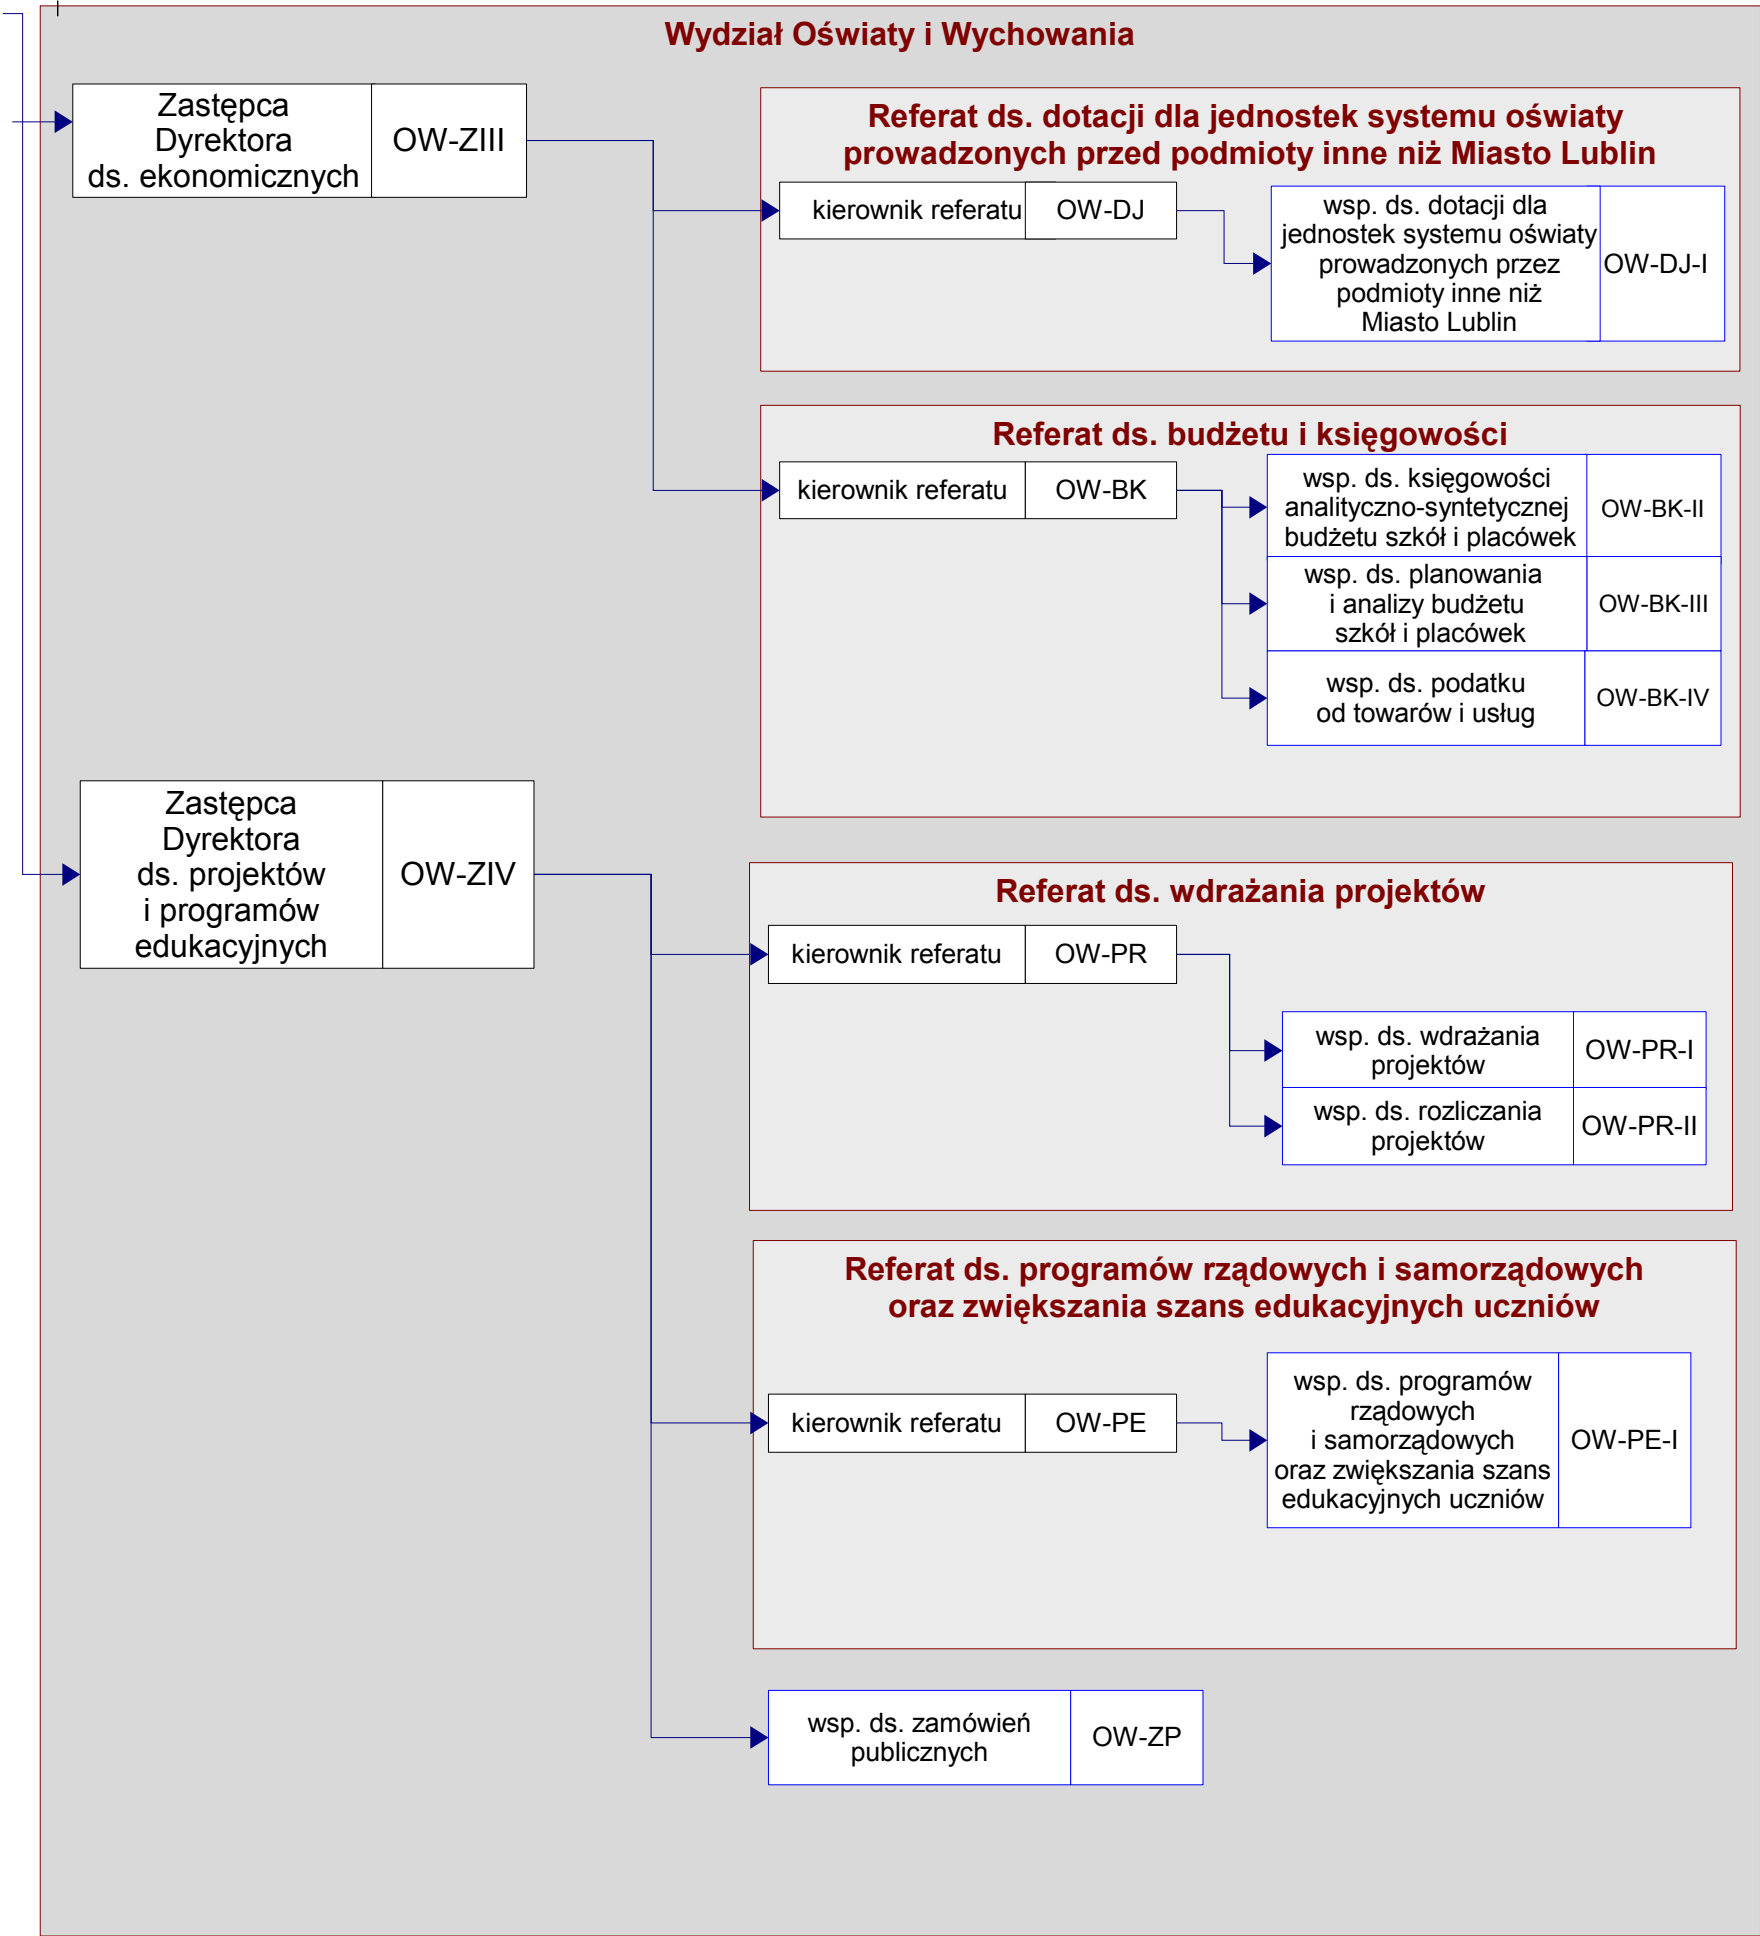 Wydział Oświaty i Wychowania
Zastępca
Dyrektora
ds. ekonomicznych
OW-ZIII
Referat ds. dotacji dla jednostek systemu oświaty
prowadzonych przed podmioty inne niż Miasto Lublin
kierownik referatu
OW-DJ
wsp. ds. dotacji dla
jednostek systemu oświaty
prowadzonych przez
podmioty inne niż
Miasto Lublin
OW-DJ-I
Referat ds. budżetu i księgowości
kierownik referatu
OW-BK
wsp. ds. księgowości
analityczno-syntetycznej
budżetu szkół i placówek
OW-BK-II
wsp. ds. planowania
i analizy budżetu
szkół i placówek
OW-BK-III
wsp. ds. podatku
od towarów i usług
OW-BK-IV
Zastępca
Dyrektora
ds. projektów
i programów
edukacyjnych
OW-ZIV
Referat ds. wdrażania projektów
kierownik referatu
OW-PR
wsp. ds. wdrażania
projektów
OW-PR-I
wsp. ds. rozliczania
projektów
OW-PR-II
Referat ds. programów rządowych i samorządowych
oraz zwiększania szans edukacyjnych uczniów
kierownik referatu
OW-PE
wsp. ds. programów
rządowych
i samorządowych
oraz zwiększania szans
edukacyjnych uczniów
OW-PE-I
wsp. ds. zamówień
publicznych
OW-ZP